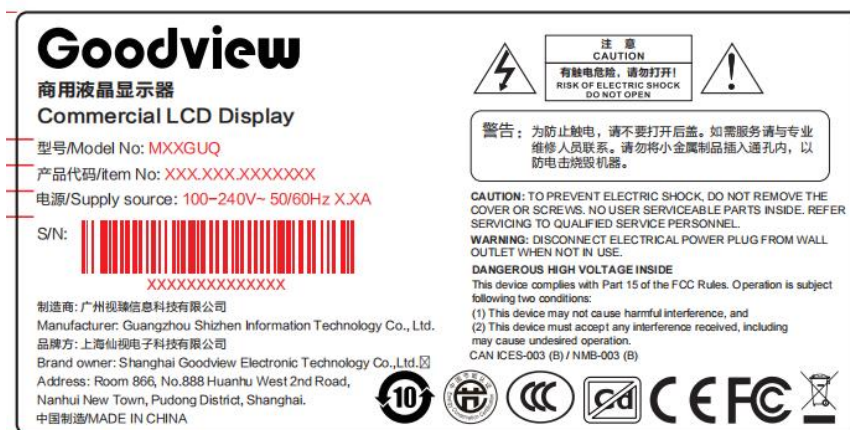 Goodview
商用液晶显示器
Commercial LCD Display
型号/Model No: MXXGUQ
产品代码/item No: XXX.XXX.XXXXXXX
电源/Supply source: 100-240V~ 50/60Hz X.XA
S/N:
XXXXXXXXXXXXXX
制造商: 广州视臻信息科技有限公司
Manufacturer: Guangzhou Shizhen Information Technology Co., Ltd.
品牌方: 上海仙视电子科技有限公司
Brand owner: Shanghai Goodview Electronic Technology Co.,Ltd.
Address: Room 866, No.888 Huanhu West 2nd Road,
Nanhui New Town, Pudong District, Shanghai.
中国制造/MADE IN CHINA
注 意
CAUTION
有触电危险，请勿打开!
RISK OF ELECTRIC SHOCK
DO NOT OPEN
警告：为防止触电，请不要打开后盖。如需服务请与专业
维修人员联系。请勿将小金属制品插入通孔内，以
防电击烧毁机器。
CAUTION: TO PREVENT ELECTRIC SHOCK, DO NOT REMOVE THE
COVER OR SCREWS. NO USER SERVICEABLE PARTS INSIDE. REFER
SERVICING TO QUALIFIED SERVICE PERSONNEL.
WARNING: DISCONNECT ELECTRICAL POWER PLUG FROM WALL
OUTLET WHEN NOT IN USE.
DANGEROUS HIGH VOLTAGE INSIDE
This device complies with Part 15 of the FCC Rules. Operation is subject
following two conditions:
(1) This device may not cause harmful interference, and
(2) This device must accept any interference received, including
may cause undesired operation.
CAN ICES-003 (B) / NMB-003 (B)
10
CCC
Cd
CE
FC